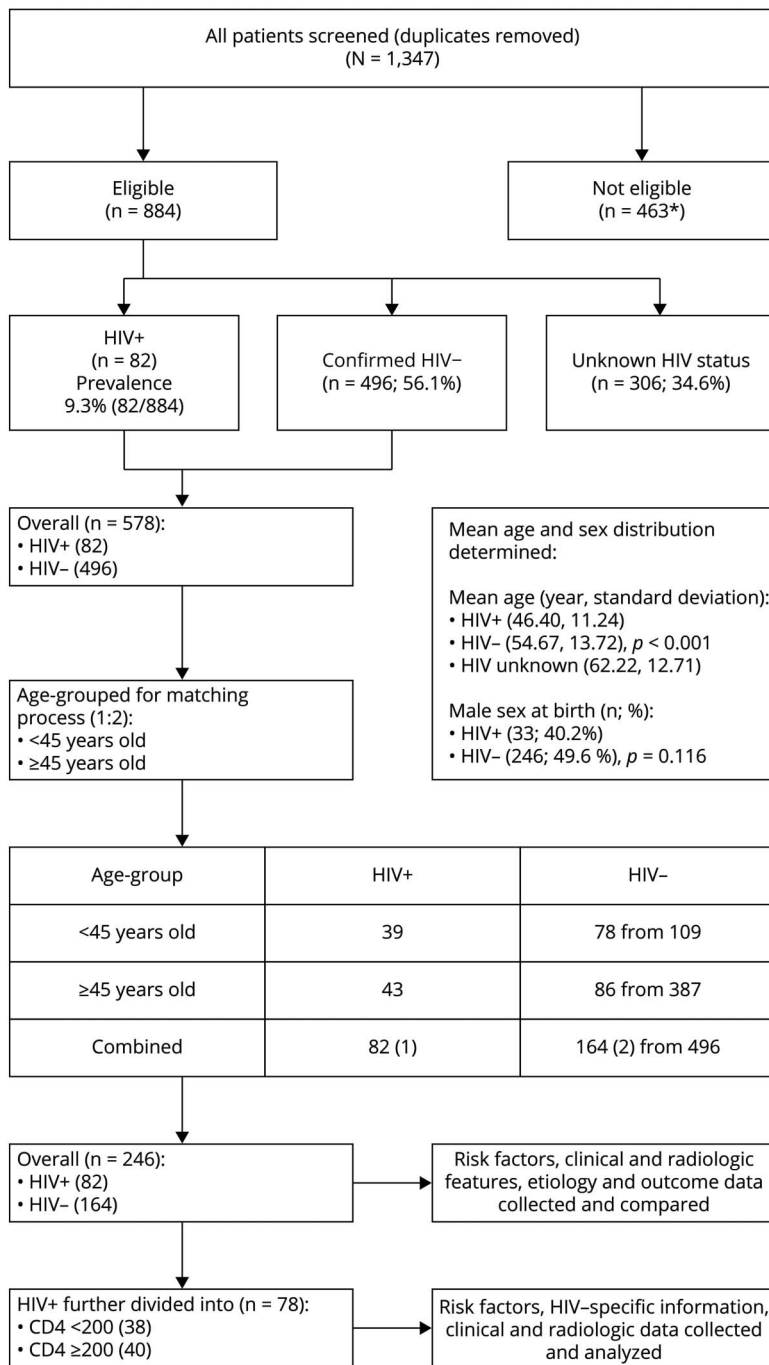 All patients screened (duplicates removed)
(N = 1,347)
Eligible
(n = 884)
Not eligible
(n = 463*)
HIV+
(n = 82)
Prevalence
9.3% (82/884)
Confirmed HIV−
(n = 496; 56.1%)
Unknown HIV status
(n = 306; 34.6%)
Overall (n = 578):
• HIV+ (82)
• HIV– (496)
Mean age and sex distribution
determined:
Mean age (year, standard deviation):
• HIV+ (46.40, 11.24)
• HIV– (54.67, 13.72), p < 0.001
• HIV unknown (62.22, 12.71)
Male sex at birth (n; %):
• HIV+ (33; 40.2%)
• HIV– (246; 49.6 %), p = 0.116
Age-grouped for matching
process (1:2):
• <45 years old
• ≥45 years old
Age-group HIV+ HIV–
<45 years old 39 78 from 109
≥45 years old 43 86 from 387
Combined 82 (1) 164 (2) from 496
Overall (n = 246):
• HIV+ (82)
• HIV– (164)
Risk factors, clinical and radiologic
features, etiology and outcome data
collected and compared
HIV+ further divided into (n = 78):
• CD4 <200 (38)
• CD4 ≥200 (40)
Risk factors, HIV–specific information,
clinical and radiologic data collected
and analyzed